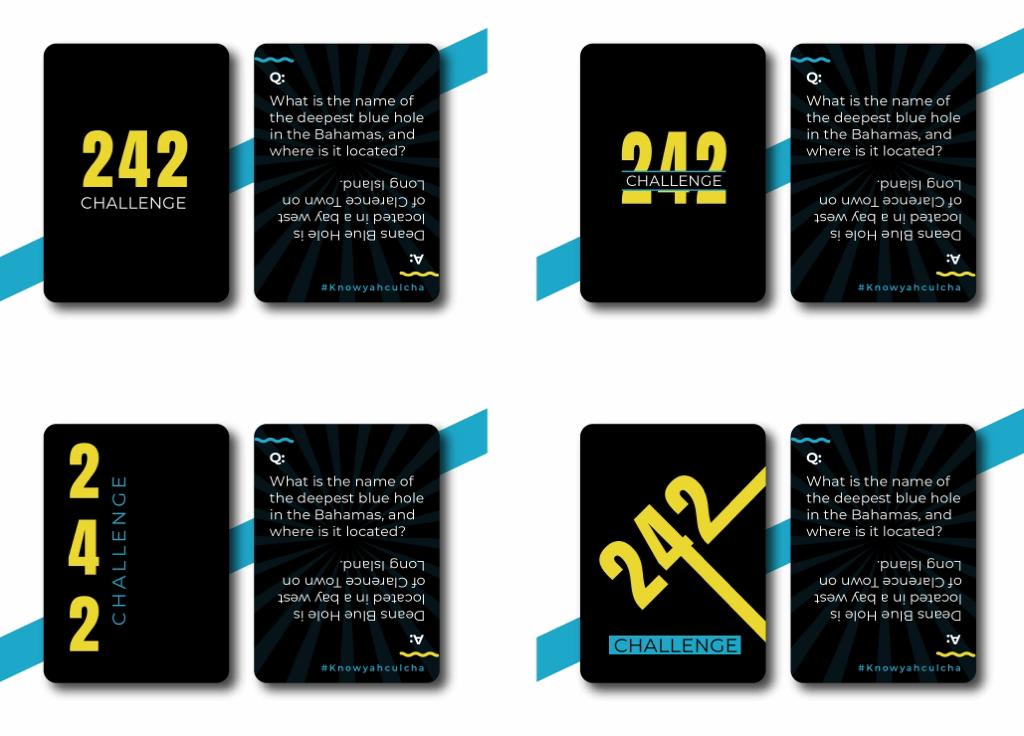 242
CHALLENGE
Q:
What is the name of
the deepest blue hole
in the Bahamas, and
where is it located?
A:
Deans Blue Hole is
located in a bay west
of Clarence Town on
Long Island.
#Knowyahculcha
242
CHALLENGE
Q:
What is the name of
the deepest blue hole
in the Bahamas, and
where is it located?
A:
Deans Blue Hole is
located in a bay west
of Clarence Town on
Long Island.
#Knowyahculcha
242
CHALLENGE
Q:
What is the name of
the deepest blue hole
in the Bahamas, and
where is it located?
A:
Deans Blue Hole is
located in a bay west
of Clarence Town on
Long Island.
#Knowyahculcha
242
CHALLENGE
Q:
What is the name of
the deepest blue hole
in the Bahamas, and
where is it located?
A:
Deans Blue Hole is
located in a bay west
of Clarence Town on
Long Island.
#Knowyahculcha